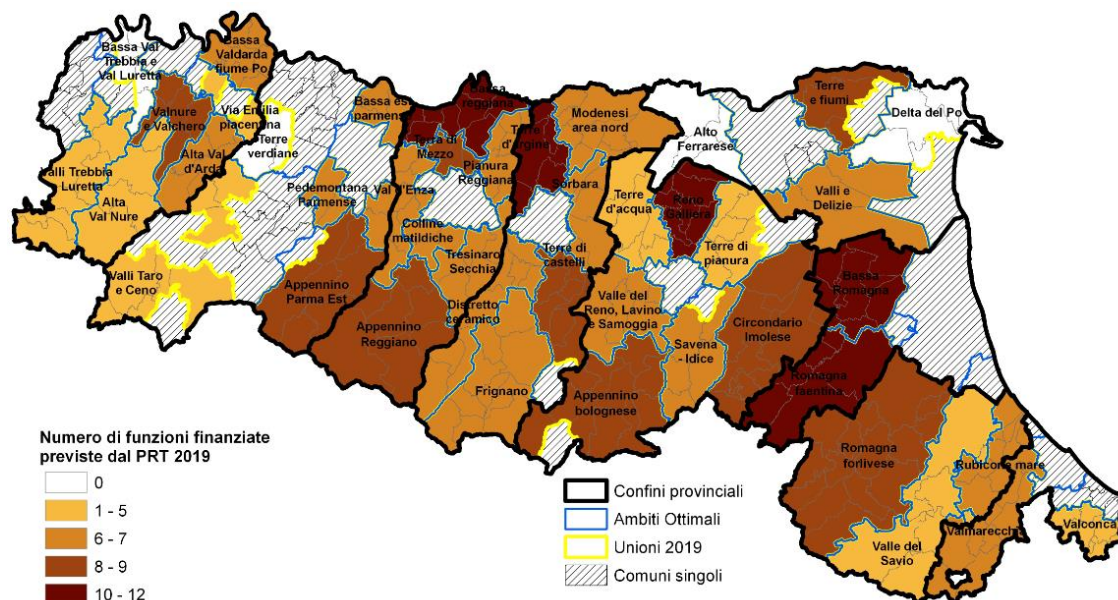 Bassa Val
Trebbia e
Val Luretta
Bassa
Valdarda
fiume Po
Valnure
e Valchero
Via Emilia
piacentina
Terre
verdiane
Alta Val
d'Arda
Valli Trebbia
Luretta
Alta
Val Nure
Valli Taro
e Ceno
Bassa est
parmense
Pedemontana
Parmense
Appennino
Parma Est
Bassa
reggiana
Terra di
Mezzo
Terre
d'argine
Pianura
Reggiana
Val d'Enza
Colline
matildiche
Tresinaro
Secchia
Appennino
Reggiano
Distretto
ceramico
Modenesi
area nord
Sorbara
Terre di
castelli
Frignano
Terre
d'acqua
Reno
Galliera
Terre di
pianura
Valle del
Reno, Lavino
e Samoggia
Savena
- Idice
Appennino
bolognese
Circondario
Imolese
Alto
Ferrarese
Terre
e fiumi
Delta del Po
Valli e
Delizie
Bassa
Romagna
Romagna
faentina
Romagna
forlivese
Rubicone mare
Valle del
Savio
Valmarecchia
Valconca
Numero di funzioni finanziate
previste dal PRT 2019
0
1 - 5
6 - 7
8 - 9
10 - 12
Confini provinciali
Ambiti Ottimali
Unioni 2019
Comuni singoli